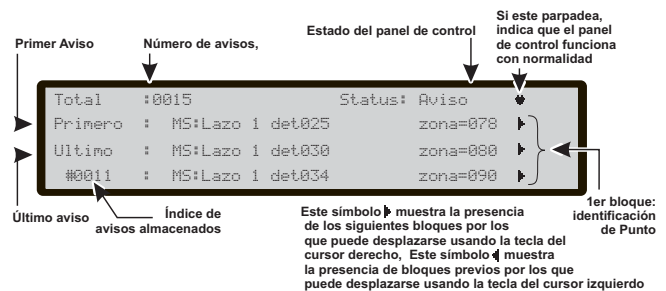 Si este parpadea,
indica que el panel
de control funciona
con normalidad
Estado del panel de control
Primer Aviso
Número de avisos,
Total :0015 Status: Aviso ♥
Primero : MS:Lazo 1 det025 zona=078
Ultimo : MS:Lazo 1 det030 zona=080
#0011 : MS:Lazo 1 det034 zona=090
Último aviso
Índice de
avisos almacenados
1er bloque:
identificación
de Punto
Este símbolo muestra la presencia
de los siguientes bloques por los
que puede desplazarse usando la tecla del
cursor derecho, Este símbolo muestra
la presencia de bloques previos por los que
puede desplazarse usando la tecla del cursor izquierdo